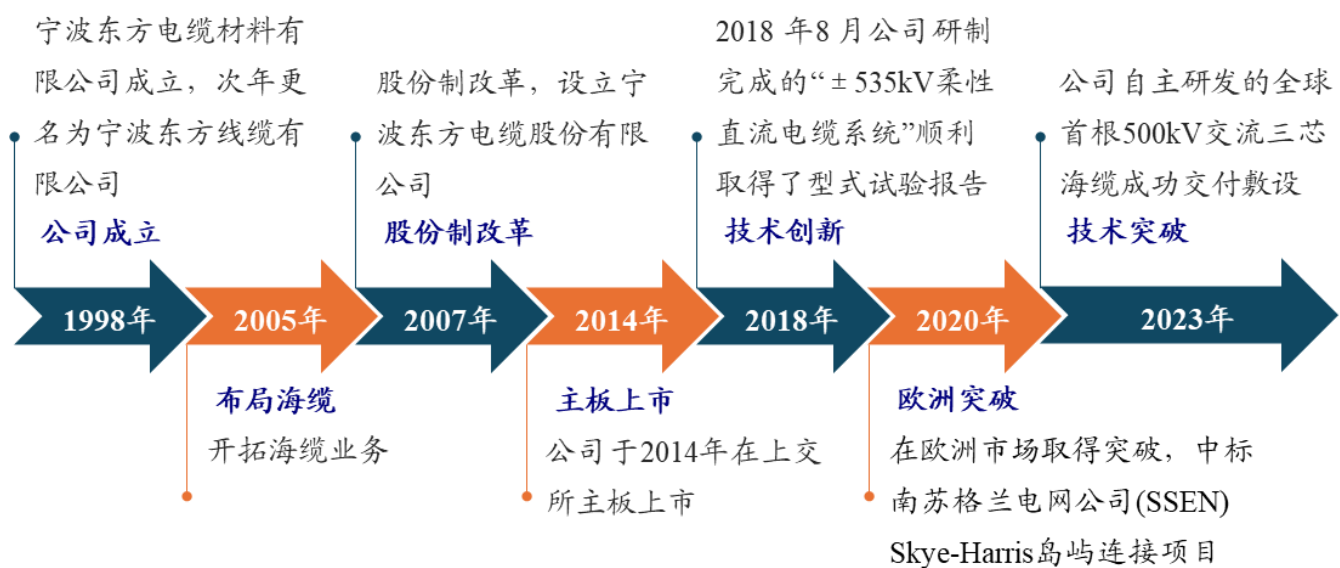 宁波东方电缆材料有
限公司成立，次年更
名为宁波东方线缆有
限公司
公司成立
股份制改革，设立宁
波东方电缆股份有限
公司
股份制改革
2018 年8 月公司研制
完成的“±535kV柔性
直流电缆系统”顺利
取得了型式试验报告
技术创新
公司自主研发的全球
首根500kV交流三芯
海缆成功交付敷设
技术突破
1998年
2005年
2007年
2014年
2018年
2020年
2023年
布局海缆
开拓海缆业务
主板上市
公司于2014年在上交
所主板上市
欧洲突破
在欧洲市场取得突破，中标
南苏格兰电网公司(SSEN)
Skye-Harris岛屿连接项目